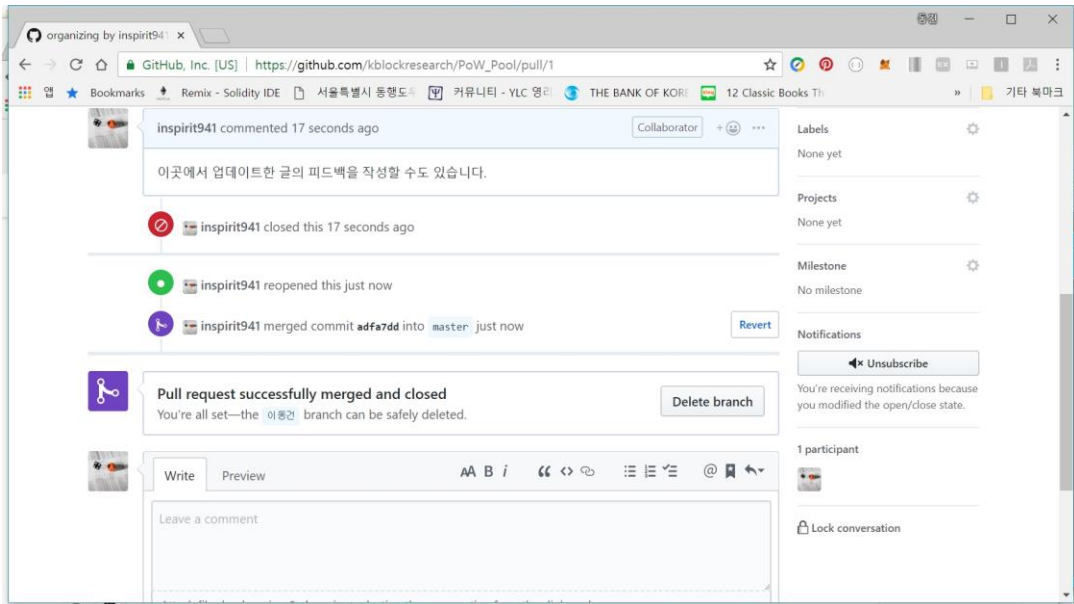 동건
organizing by inspirit941
GitHub, Inc. [US] | https://github.com/kblockresearch/PoW_Pool/pull/1
앱 Bookmarks Remix - Solidity IDE 서울특별시 동행도우 커뮤니티 - YLC 영리 THE BANK OF KORE 12 Classic Books Th » 기타 북마크
inspirit941 commented 17 seconds ago Collaborator
이곳에서 업데이트한 글의 피드백을 작성할 수도 있습니다.
inspirit941 closed this 17 seconds ago
inspirit941 reopened this just now
inspirit941 merged commit adfa7dd into master just now Revert
Pull request successfully merged and closed
You're all set—the 이동건 branch can be safely deleted.
Delete branch
Write Preview AA B i
Leave a comment
Labels
None yet
Projects
None yet
Milestone
No milestone
Notifications
Unsubscribe
You're receiving notifications because
you modified the open/close state.
1 participant
Lock conversation